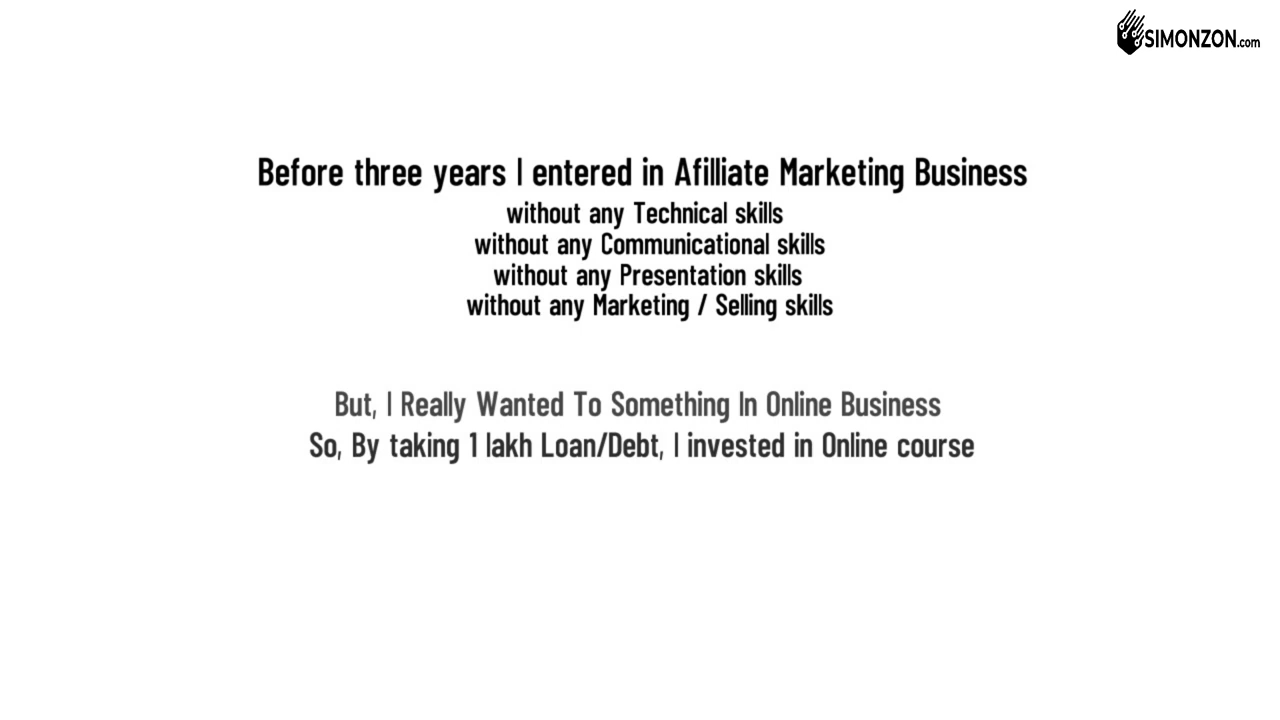 SIMONZON.com
Before three years I entered in Afilliate Marketing Business
without any Technical skills
without any Communicational skills
without any Presentation skills
without any Marketing / Selling skills
But, I Really Wanted To Something In Online Business
So, By taking 1 lakh Loan/Debt, I invested in Online course